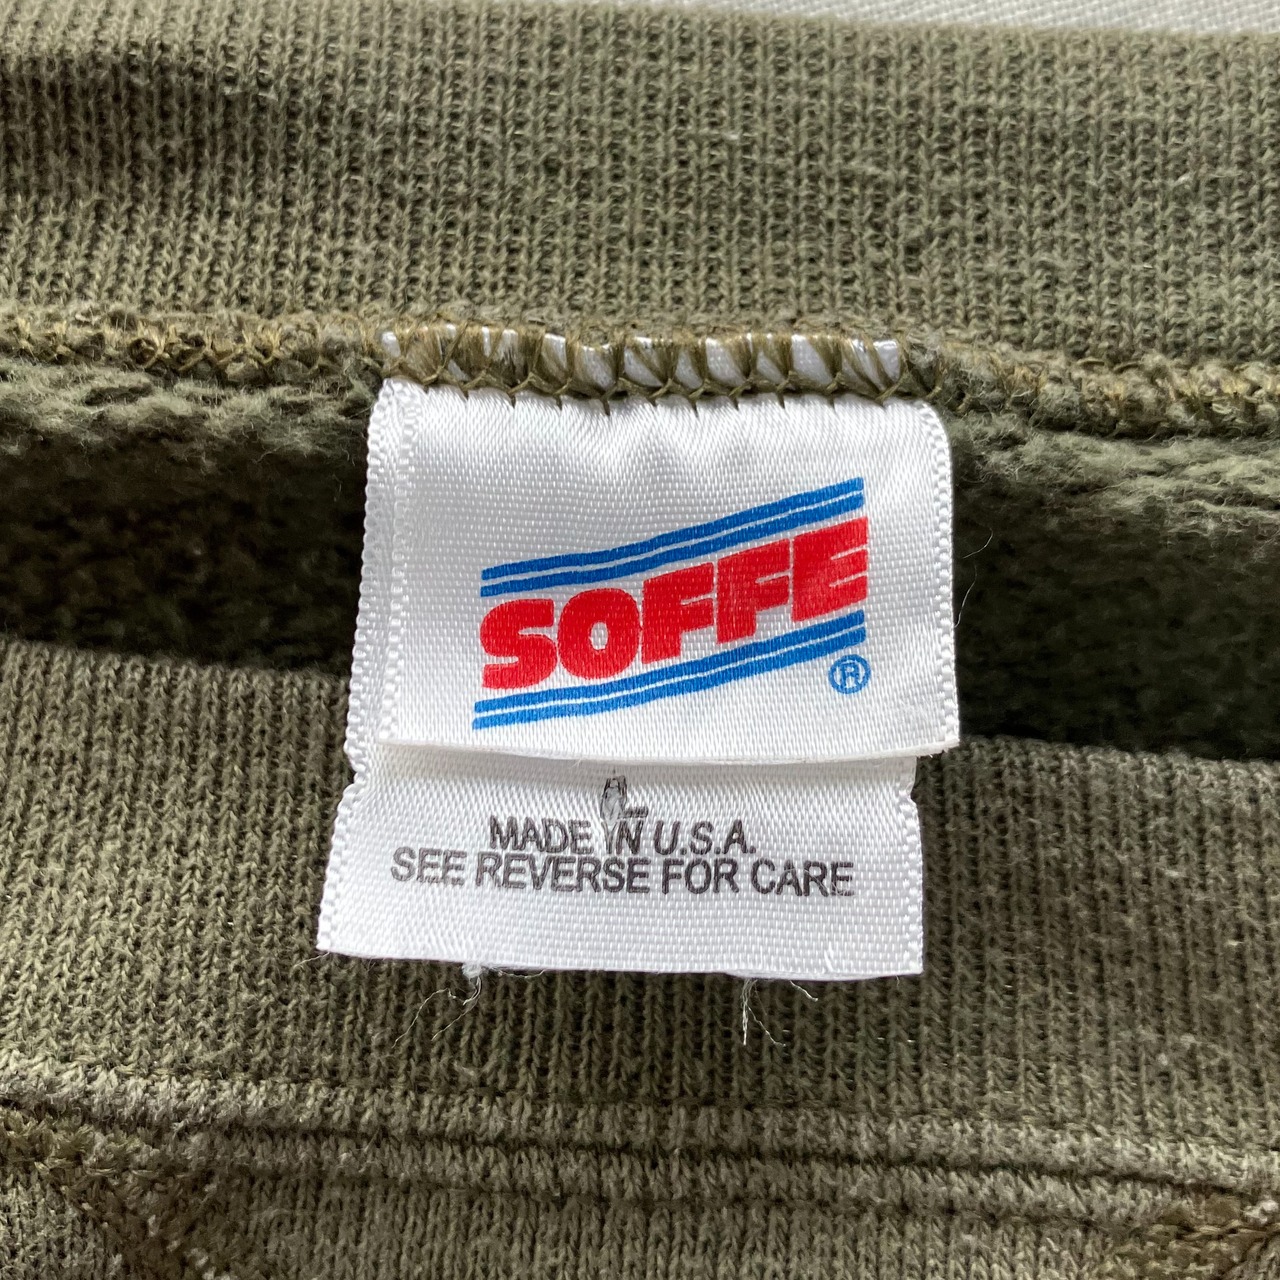 SOFFE
®
L
MADE IN U.S.A.
SEE REVERSE FOR CARE